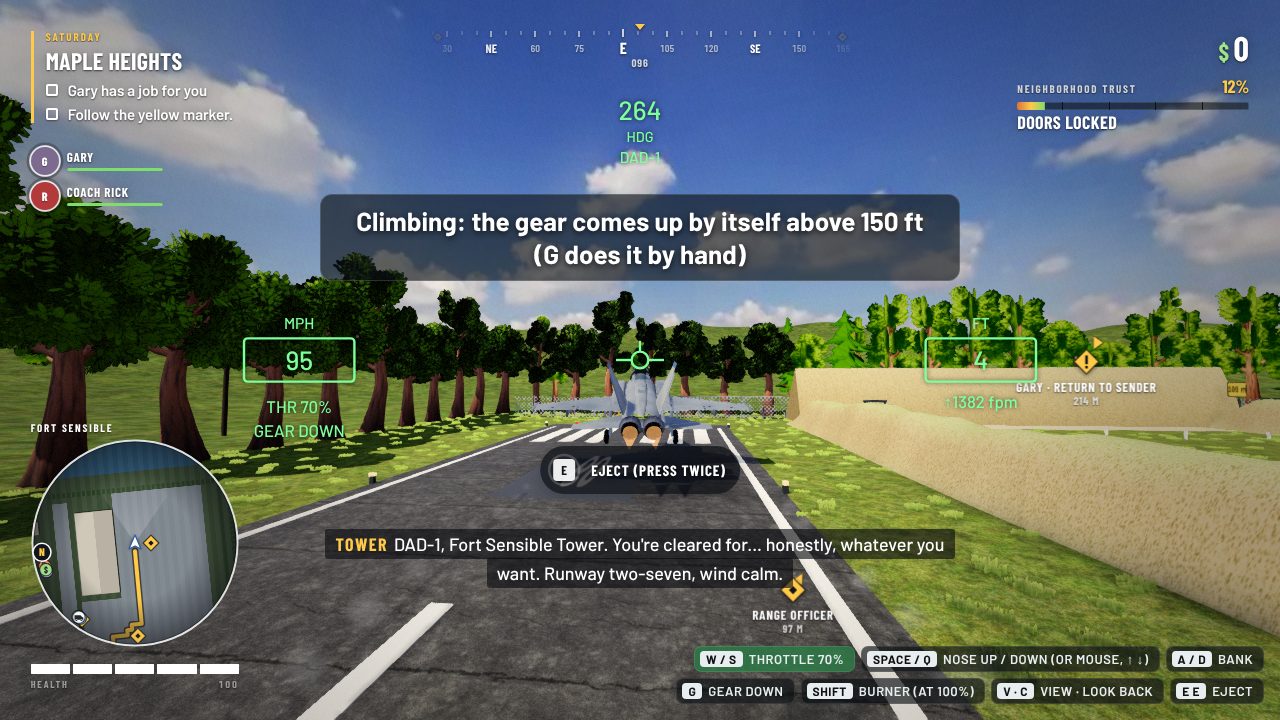 SATURDAY
MAPLE HEIGHTS
Gary has a job for you
Follow the yellow marker.
G GARY
R COACH RICK
30 NE 60 75 E 105 120 SE 150 165
096
264
HDG
DAD-1
$0
NEIGHBORHOOD TRUST 12%
DOORS LOCKED
Climbing: the gear comes up by itself above 150 ft
(G does it by hand)
MPH
95
THR 70%
GEAR DOWN
FT
4
↑1382 fpm
GARY · RETURN TO SENDER
214 M
E EJECT (PRESS TWICE)
FORT SENSIBLE
N
$
TOWER DAD-1, Fort Sensible Tower. You're cleared for... honestly, whatever you
want. Runway two-seven, wind calm.
RANGE OFFICER
97 M
HEALTH 100
W / S THROTTLE 70% SPACE / Q NOSE UP / DOWN (OR MOUSE, ↑ ↓) A / D BANK
G GEAR DOWN SHIFT BURNER (AT 100%) V · C VIEW · LOOK BACK E E EJECT